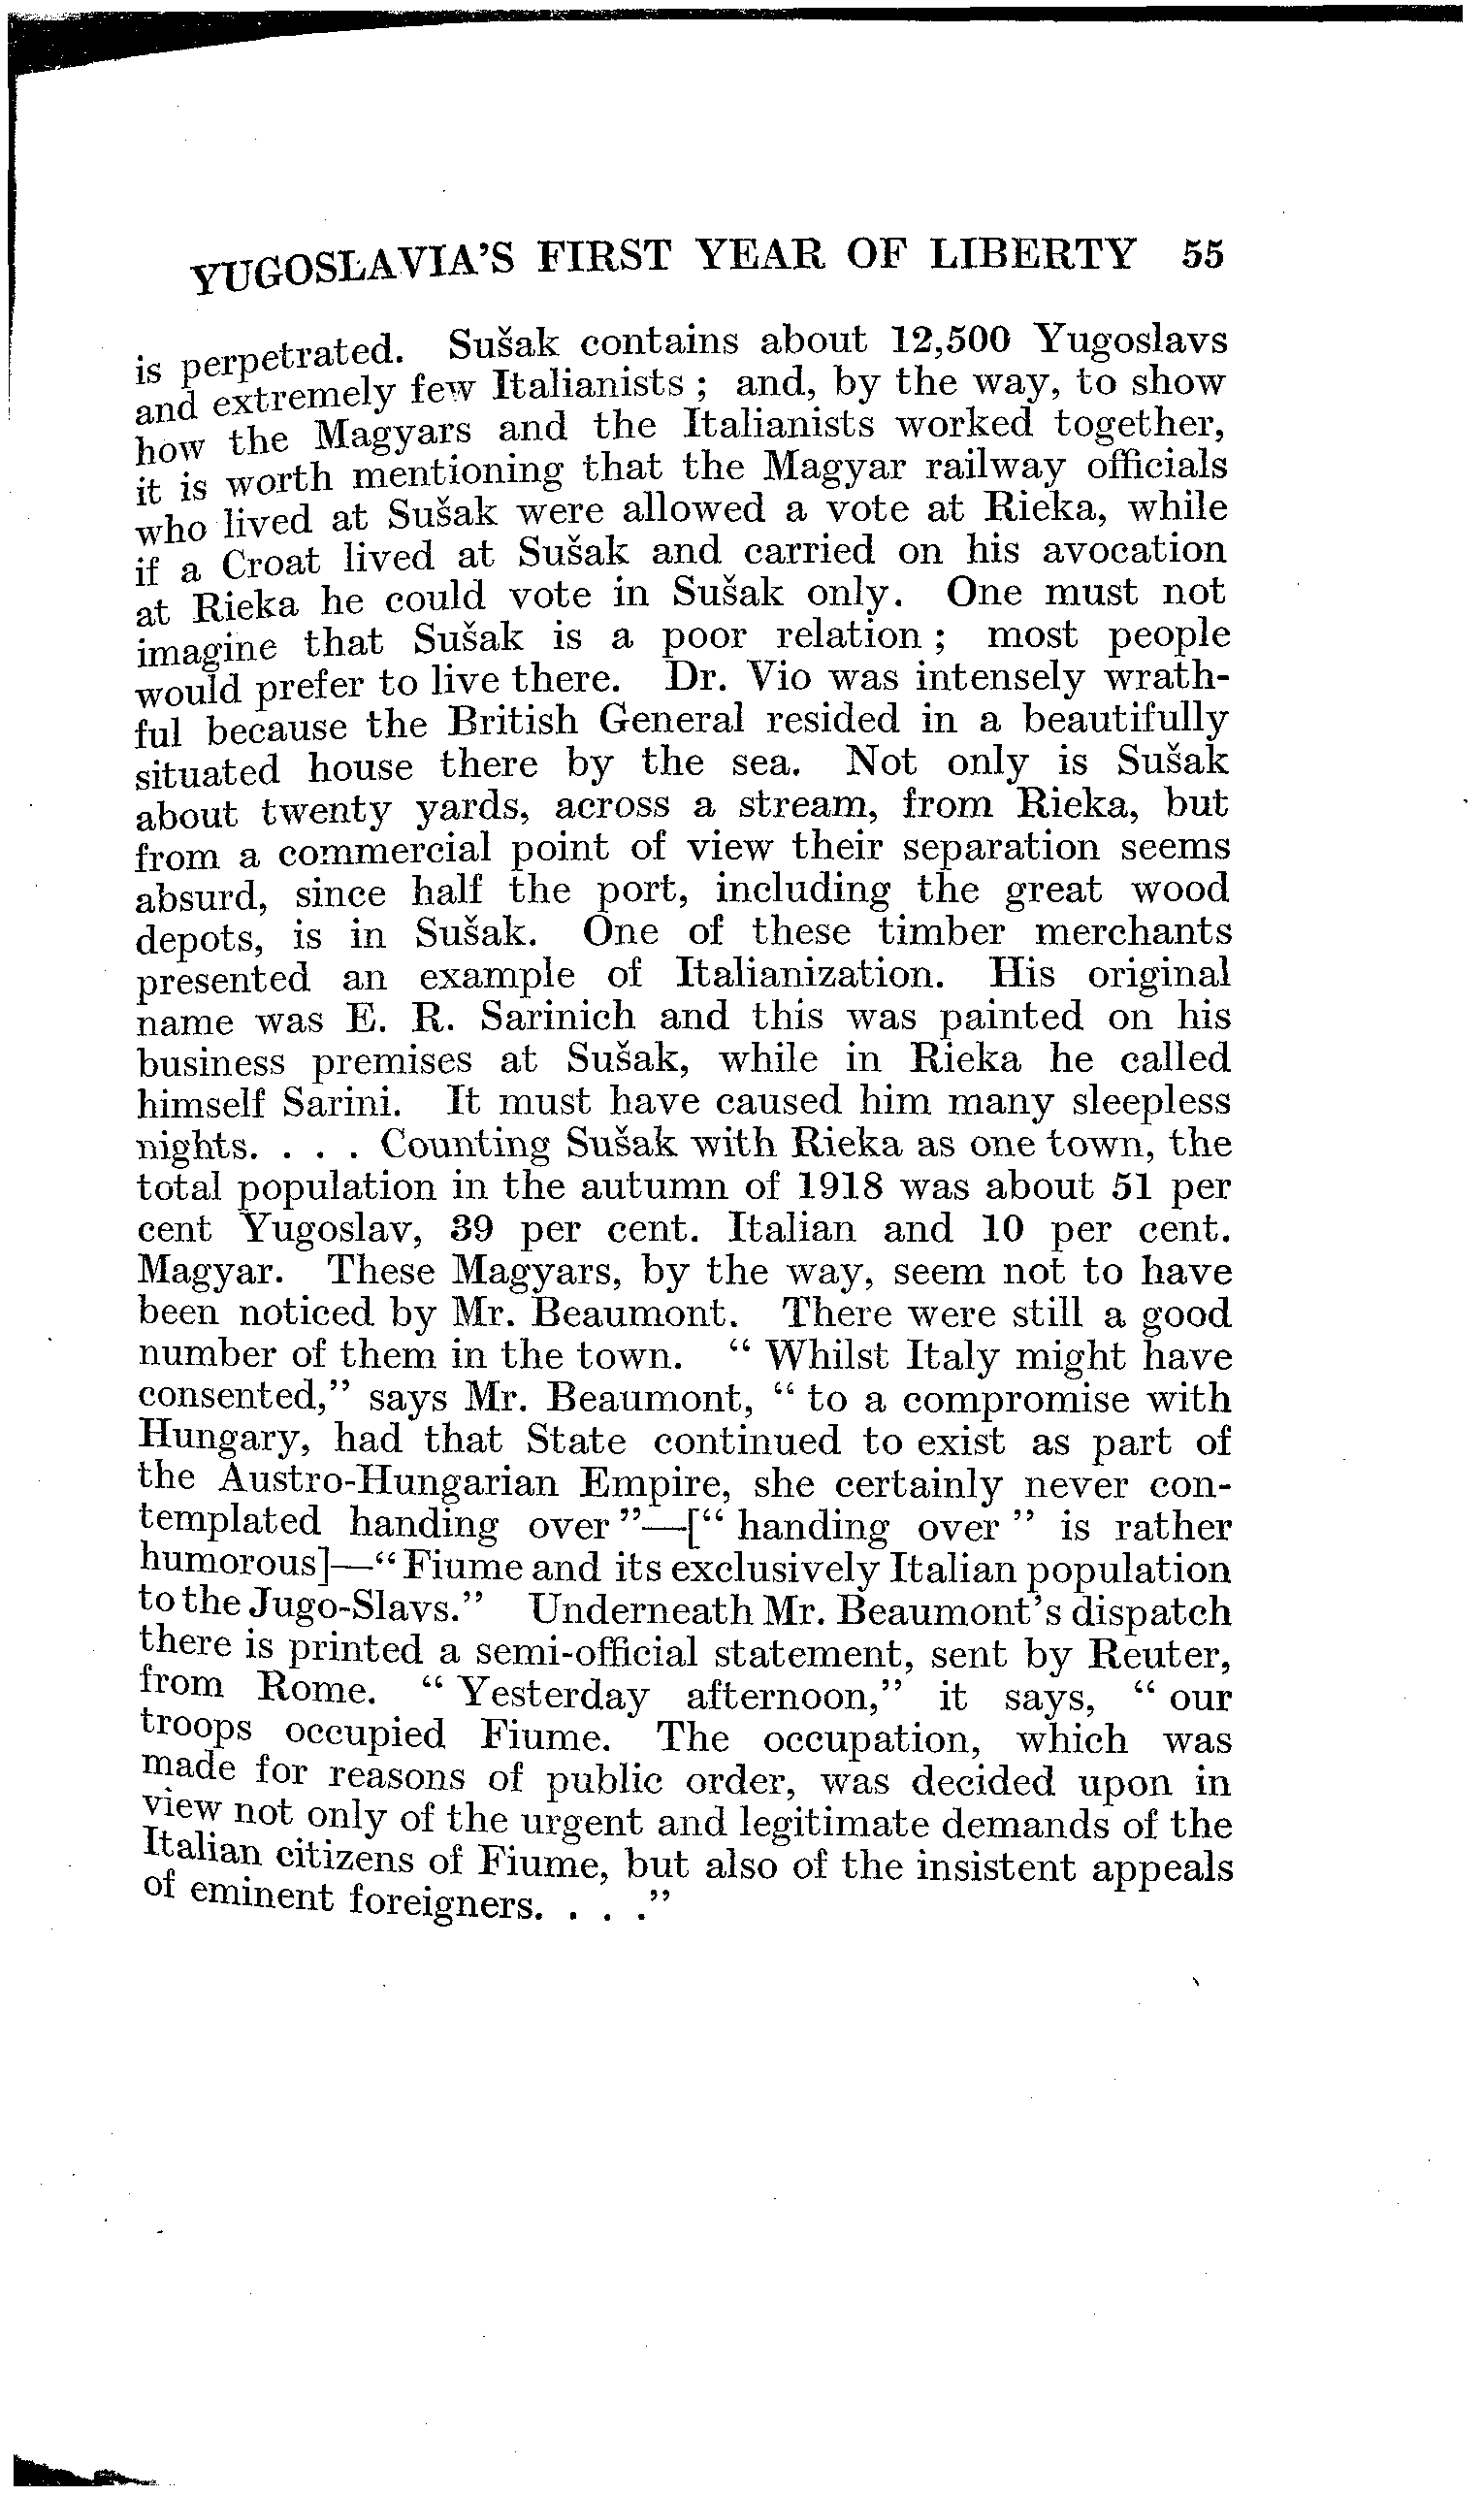 YUGOSLAVIA'S FIRST YEAR OF LIBERTY 55
is perpetrated. Sušak contains about 12,500 Yugoslavs
and extremely few Italianists ; and, by the way, to show
how the Magyars and the Italianists worked together,
it is worth mentioning that the Magyar railway officials
who lived at Sušak were allowed a vote at Rieka, while
if a Croat lived at Sušak and carried on his avocation
at Rieka he could vote in Sušak only. One must not
imagine that Sušak is a poor relation ; most people
would prefer to live there. Dr. Vio was intensely wrath-
ful because the British General resided in a beautifully
situated house there by the sea. Not only is Sušak
about twenty yards, across a stream, from Rieka, but
from a commercial point of view their separation seems
absurd, since half the port, including the great wood
depots, is in Sušak. One of these timber merchants
presented an example of Italianization. His original
name was E. R. Sarinich and this was painted on his
business premises at Sušak, while in Rieka he called
himself Sarini. It must have caused him many sleepless
nights. . . . Counting Sušak with Rieka as one town, the
total population in the autumn of 1918 was about 51 per
cent Yugoslav, 39 per cent. Italian and 10 per cent.
Magyar. These Magyars, by the way, seem not to have
been noticed by Mr. Beaumont. There were still a good
number of them in the town. " Whilst Italy might have
consented," says Mr. Beaumont, " to a compromise with
Hungary, had that State continued to exist as part of
the Austro-Hungarian Empire, she certainly never con-
templated handing over "—[" handing over " is rather
humorous]—" Fiume and its exclusively Italian population
to the Jugo-Slavs." Underneath Mr. Beaumont's dispatch
there is printed a semi-official statement, sent by Reuter,
from Rome. " Yesterday afternoon," it says, " our
troops occupied Fiume. The occupation, which was
made for reasons of public order, was decided upon in
view not only of the urgent and legitimate demands of the
Italian citizens of Fiume, but also of the insistent appeals
of eminent foreigners. . . ."